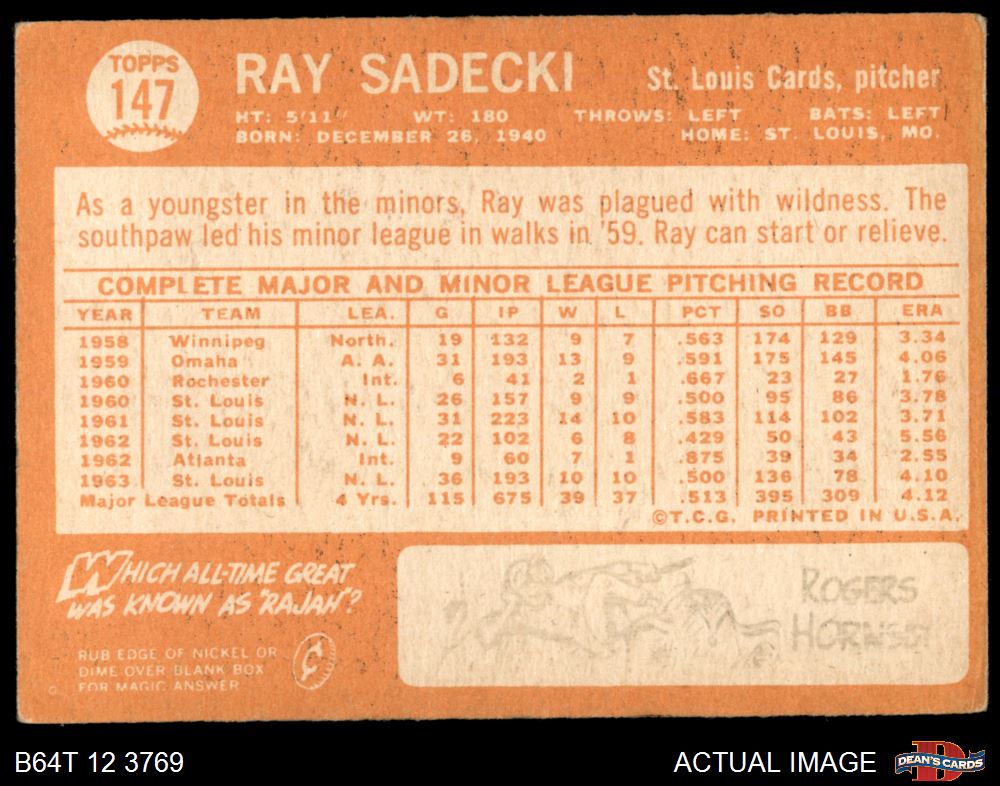 TOPPS
147
RAY SADECKI
St. Louis Cards, pitcher
HT: 5'11" WT: 180 THROWS: LEFT BATS: LEFT
BORN: DECEMBER 26, 1940 HOME: ST. LOUIS, MO.
As a youngster in the minors, Ray was plagued with wildness. The
southpaw led his minor league in walks in '59. Ray can start or relieve.
COMPLETE MAJOR AND MINOR LEAGUE PITCHING RECORD
YEAR TEAM LEA. G IP W L PCT SO BB ERA
1958 Winnipeg North. 19 132 9 7 .563 174 129 3.34
1959 Omaha A. A. 31 193 13 9 .591 175 145 4.06
1960 Rochester Int. 6 41 2 1 .667 23 27 1.76
1960 St. Louis N. L. 26 157 9 9 .500 95 86 3.78
1961 St. Louis N. L. 31 223 14 10 .583 114 102 3.71
1962 St. Louis N. L. 22 102 6 8 .429 50 43 5.56
1962 Atlanta Int. 9 60 7 1 .875 39 34 2.55
1963 St. Louis N. L. 36 193 10 10 .500 136 78 4.10
Major League Totals 4 Yrs. 115 675 39 37 .513 395 309 4.12
©T.C.G. PRINTED IN U.S.A.
WHICH ALL-TIME GREAT
WAS KNOWN AS "RAJAH"?
RUB EDGE OF NICKEL OR
DIME OVER BLANK BOX
FOR MAGIC ANSWER
ROGERS
HORNSBY
B64T 12 3769
ACTUAL IMAGE
DEAN'S CARDS